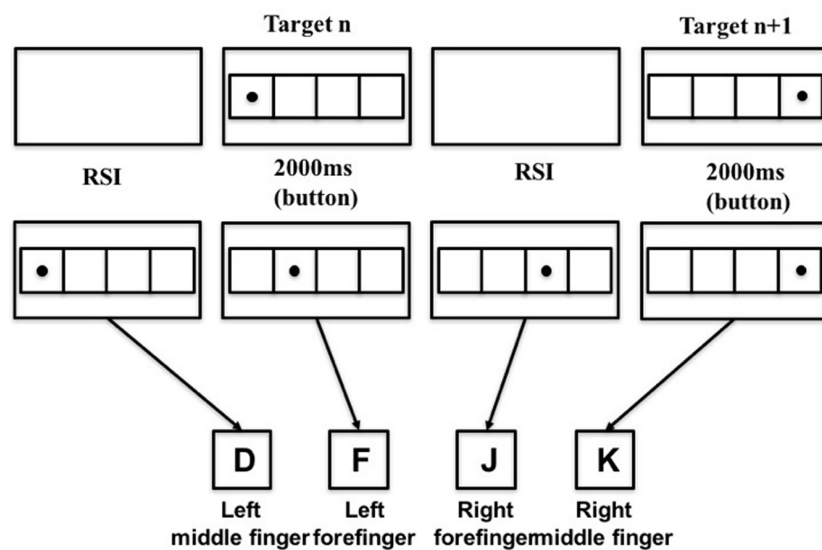 Target n
Target n+1
RSI
2000ms
(button)
RSI
2000ms
(button)
D
F
J
K
Left
middle finger
Left
forefinger
Right
forefinger
Right
middle finger